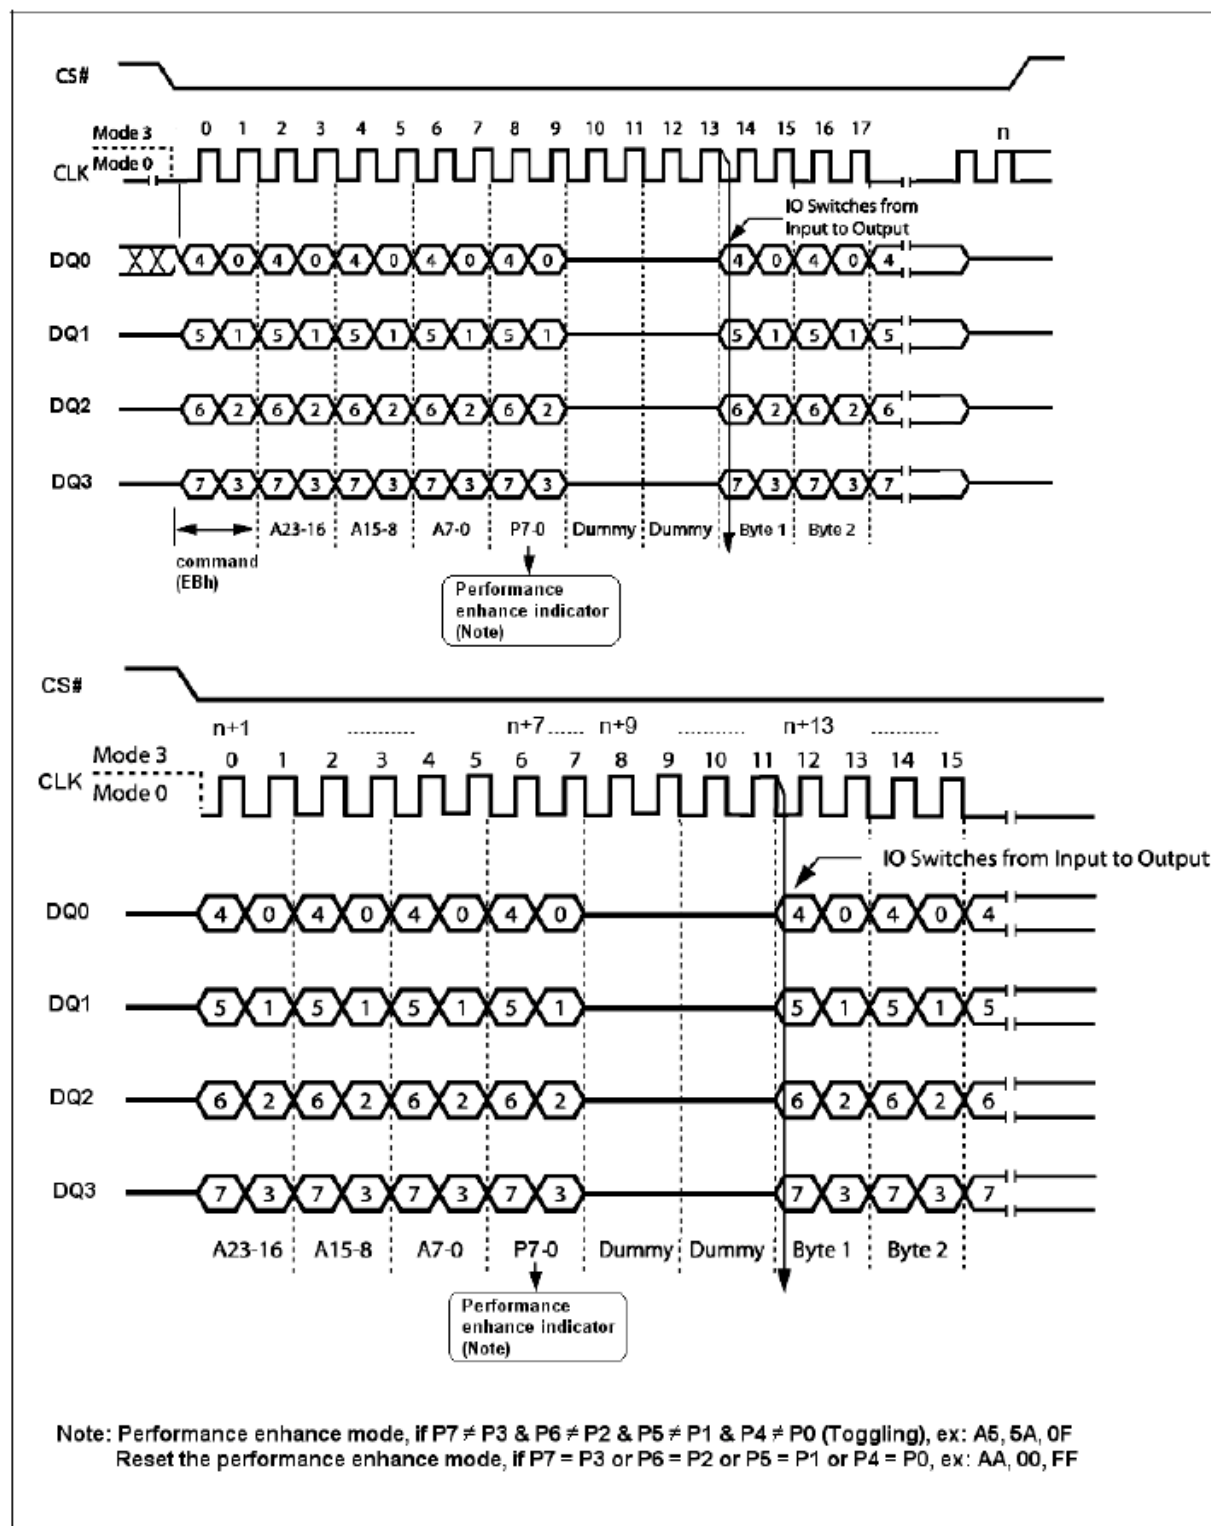 CS#
Mode 3
0 1 2 3 4 5 6 7 8 9 10 11 12 13 14 15 16 17 n
CLK Mode 0
IO Switches from
Input to Output
DQ0 4 0 4 0 4 0 4 0 4 0 4 0 4 0 4
DQ1 5 1 5 1 5 1 5 1 5 1 5 1 5 1 5
DQ2 6 2 6 2 6 2 6 2 6 2 6 2 6 2 6
DQ3 7 3 7 3 7 3 7 3 7 3 7 3 7 3 7
A23-16 A15-8 A7-0 P7-0 Dummy Dummy Byte 1 Byte 2
command
(EBh)
Performance
enhance indicator
(Note)
CS#
n+1 ........... n+7 ...... n+9 ........... n+13 ...........
Mode 3 0 1 2 3 4 5 6 7 8 9 10 11 12 13 14 15
CLK
Mode 0
IO Switches from Input to Output
DQ0 4 0 4 0 4 0 4 0 4 0 4 0 4
DQ1 5 1 5 1 5 1 5 1 5 1 5 1 5
DQ2 6 2 6 2 6 2 6 2 6 2 6 2 6
DQ3 7 3 7 3 7 3 7 3 7 3 7 3 7
A23-16 A15-8 A7-0 P7-0 Dummy Dummy Byte 1 Byte 2
Performance
enhance indicator
(Note)
Note: Performance enhance mode, if P7 ≠ P3 & P6 ≠ P2 & P5 ≠ P1 & P4 ≠ P0 (Toggling), ex: A5, 5A, 0F
Reset the performance enhance mode, if P7 = P3 or P6 = P2 or P5 = P1 or P4 = P0, ex: AA, 00, FF